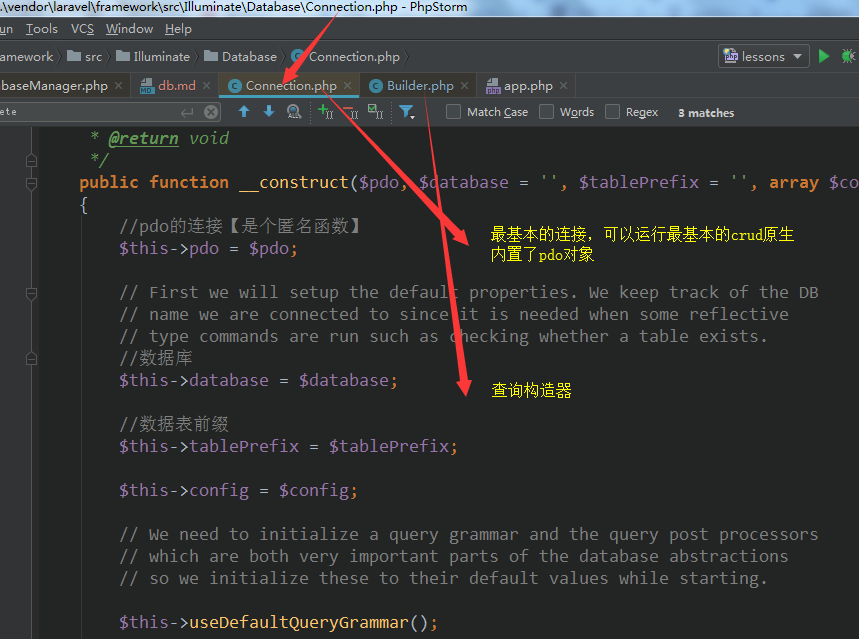 .\vendor\laravel\framework\src\Illuminate\Database\Connection.php - PhpStorm
un Tools VCS Window Help
amework src Illuminate Database Connection.php lessons
baseManager.php db.md Connection.php Builder.php app.php
ete Match Case Words Regex 3 matches
* @return void
*/
public function __construct($pdo, $database = '', $tablePrefix = '', array $co
{
//pdo的连接【是个匿名函数】
$this->pdo = $pdo;
最基本的连接，可以运行最基本的crud原生
内置了pdo对象
// First we will setup the default properties. We keep track of the DB
// name we are connected to since it is needed when some reflective
// type commands are run such as checking whether a table exists.
//数据库
$this->database = $database;
查询构造器
//数据表前缀
$this->tablePrefix = $tablePrefix;
$this->config = $config;
// We need to initialize a query grammar and the query post processors
// which are both very important parts of the database abstractions
// so we initialize these to their default values while starting.
$this->useDefaultQueryGrammar();